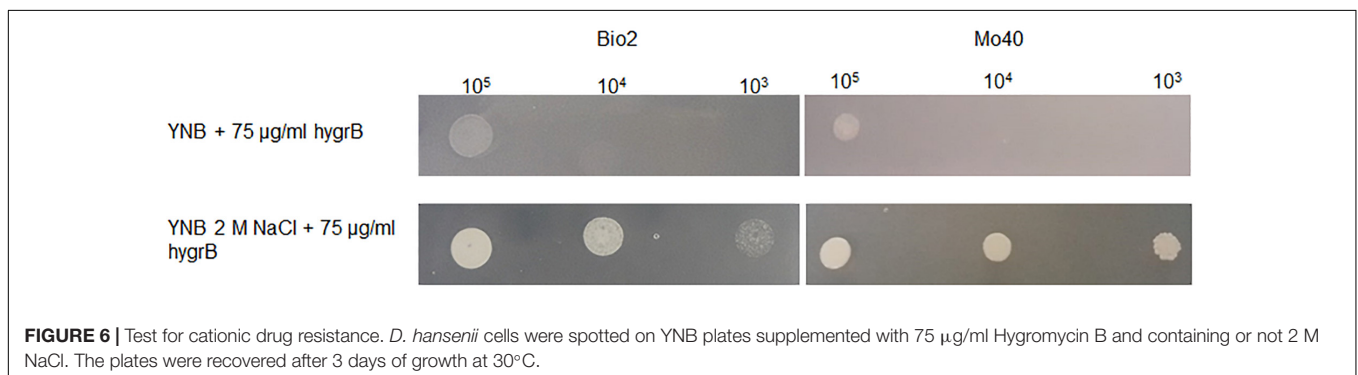 Bio2 Mo40
10⁵ 10⁴ 10³ 10⁵ 10⁴ 10³
YNB + 75 µg/ml hygrB
YNB 2 M NaCl + 75 µg/ml
hygrB
FIGURE 6 | Test for cationic drug resistance. D. hansenii cells were spotted on YNB plates supplemented with 75 µg/ml Hygromycin B and containing or not 2 M
NaCl. The plates were recovered after 3 days of growth at 30°C.